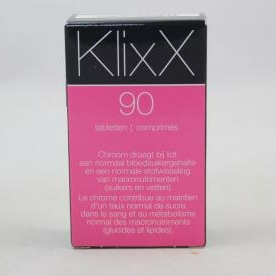 KlixX
90
tabletten | comprimés
Chroom draagt bij tot
een normaal bloedsuikergehalte
en een normale stofwisseling
van macronutrimenten
(suikers en vetten).
Le chrome contribue au maintien
d'un taux normal de sucre
dans le sang et au métabolisme
normal des macronutriments
(glucides et lipides).